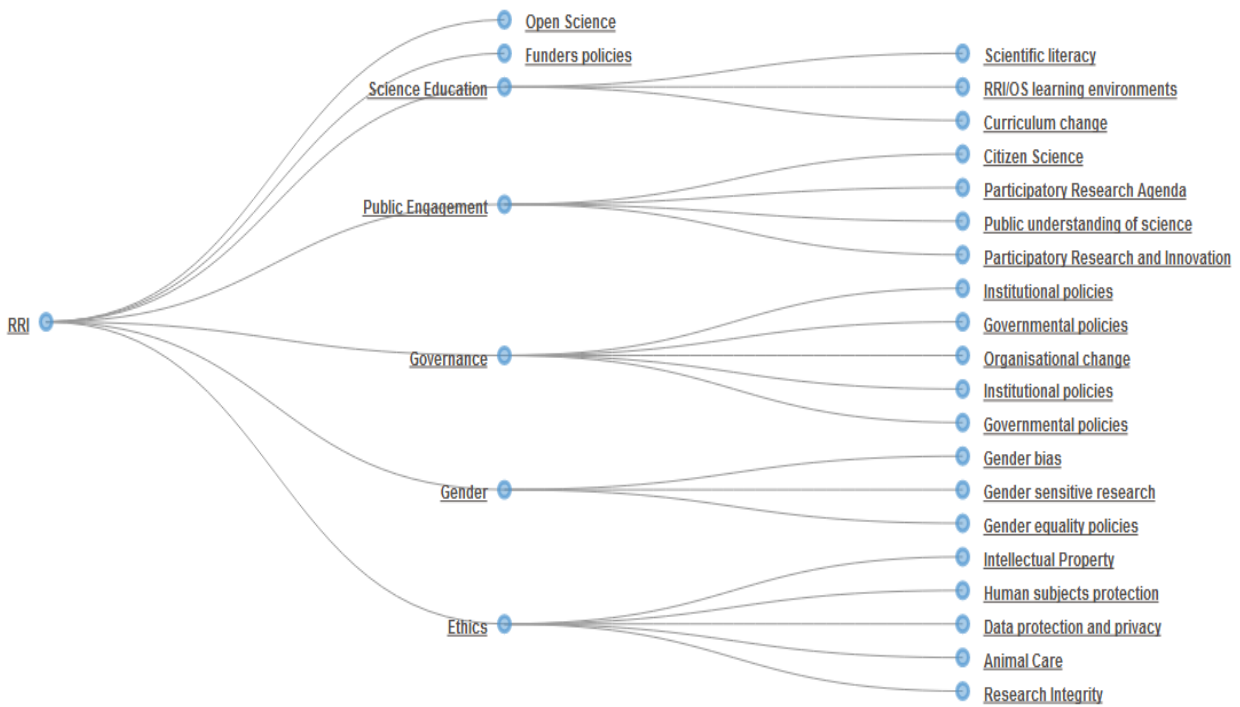 Open Science
Funders policies
Scientific literacy
Science Education
RRI/OS learning environments
Curriculum change
Citizen Science
Participatory Research Agenda
Public Engagement
Public understanding of science
Participatory Research and Innovation
Institutional policies
RRI
Governmental policies
Governance
Organisational change
Institutional policies
Governmental policies
Gender bias
Gender
Gender sensitive research
Gender equality policies
Intellectual Property
Human subjects protection
Ethics
Data protection and privacy
Animal Care
Research Integrity